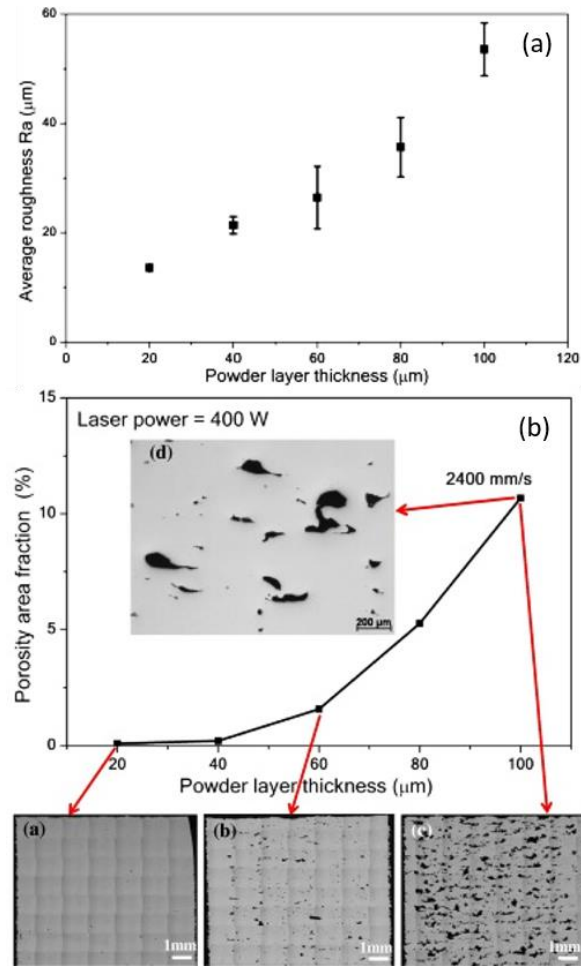 (a)
60
40
20
0
Average roughness Ra (μm)
0 20 40 60 80 100 120
Powder layer thickness (μm)
15
10
5
0
Porosity area fraction (%)
Laser power = 400 W
(b)
(d)
2400 mm/s
200 μm
20 40 60 80 100
Powder layer thickness (μm)
(a) (b) (c)
1mm 1mm 1mm